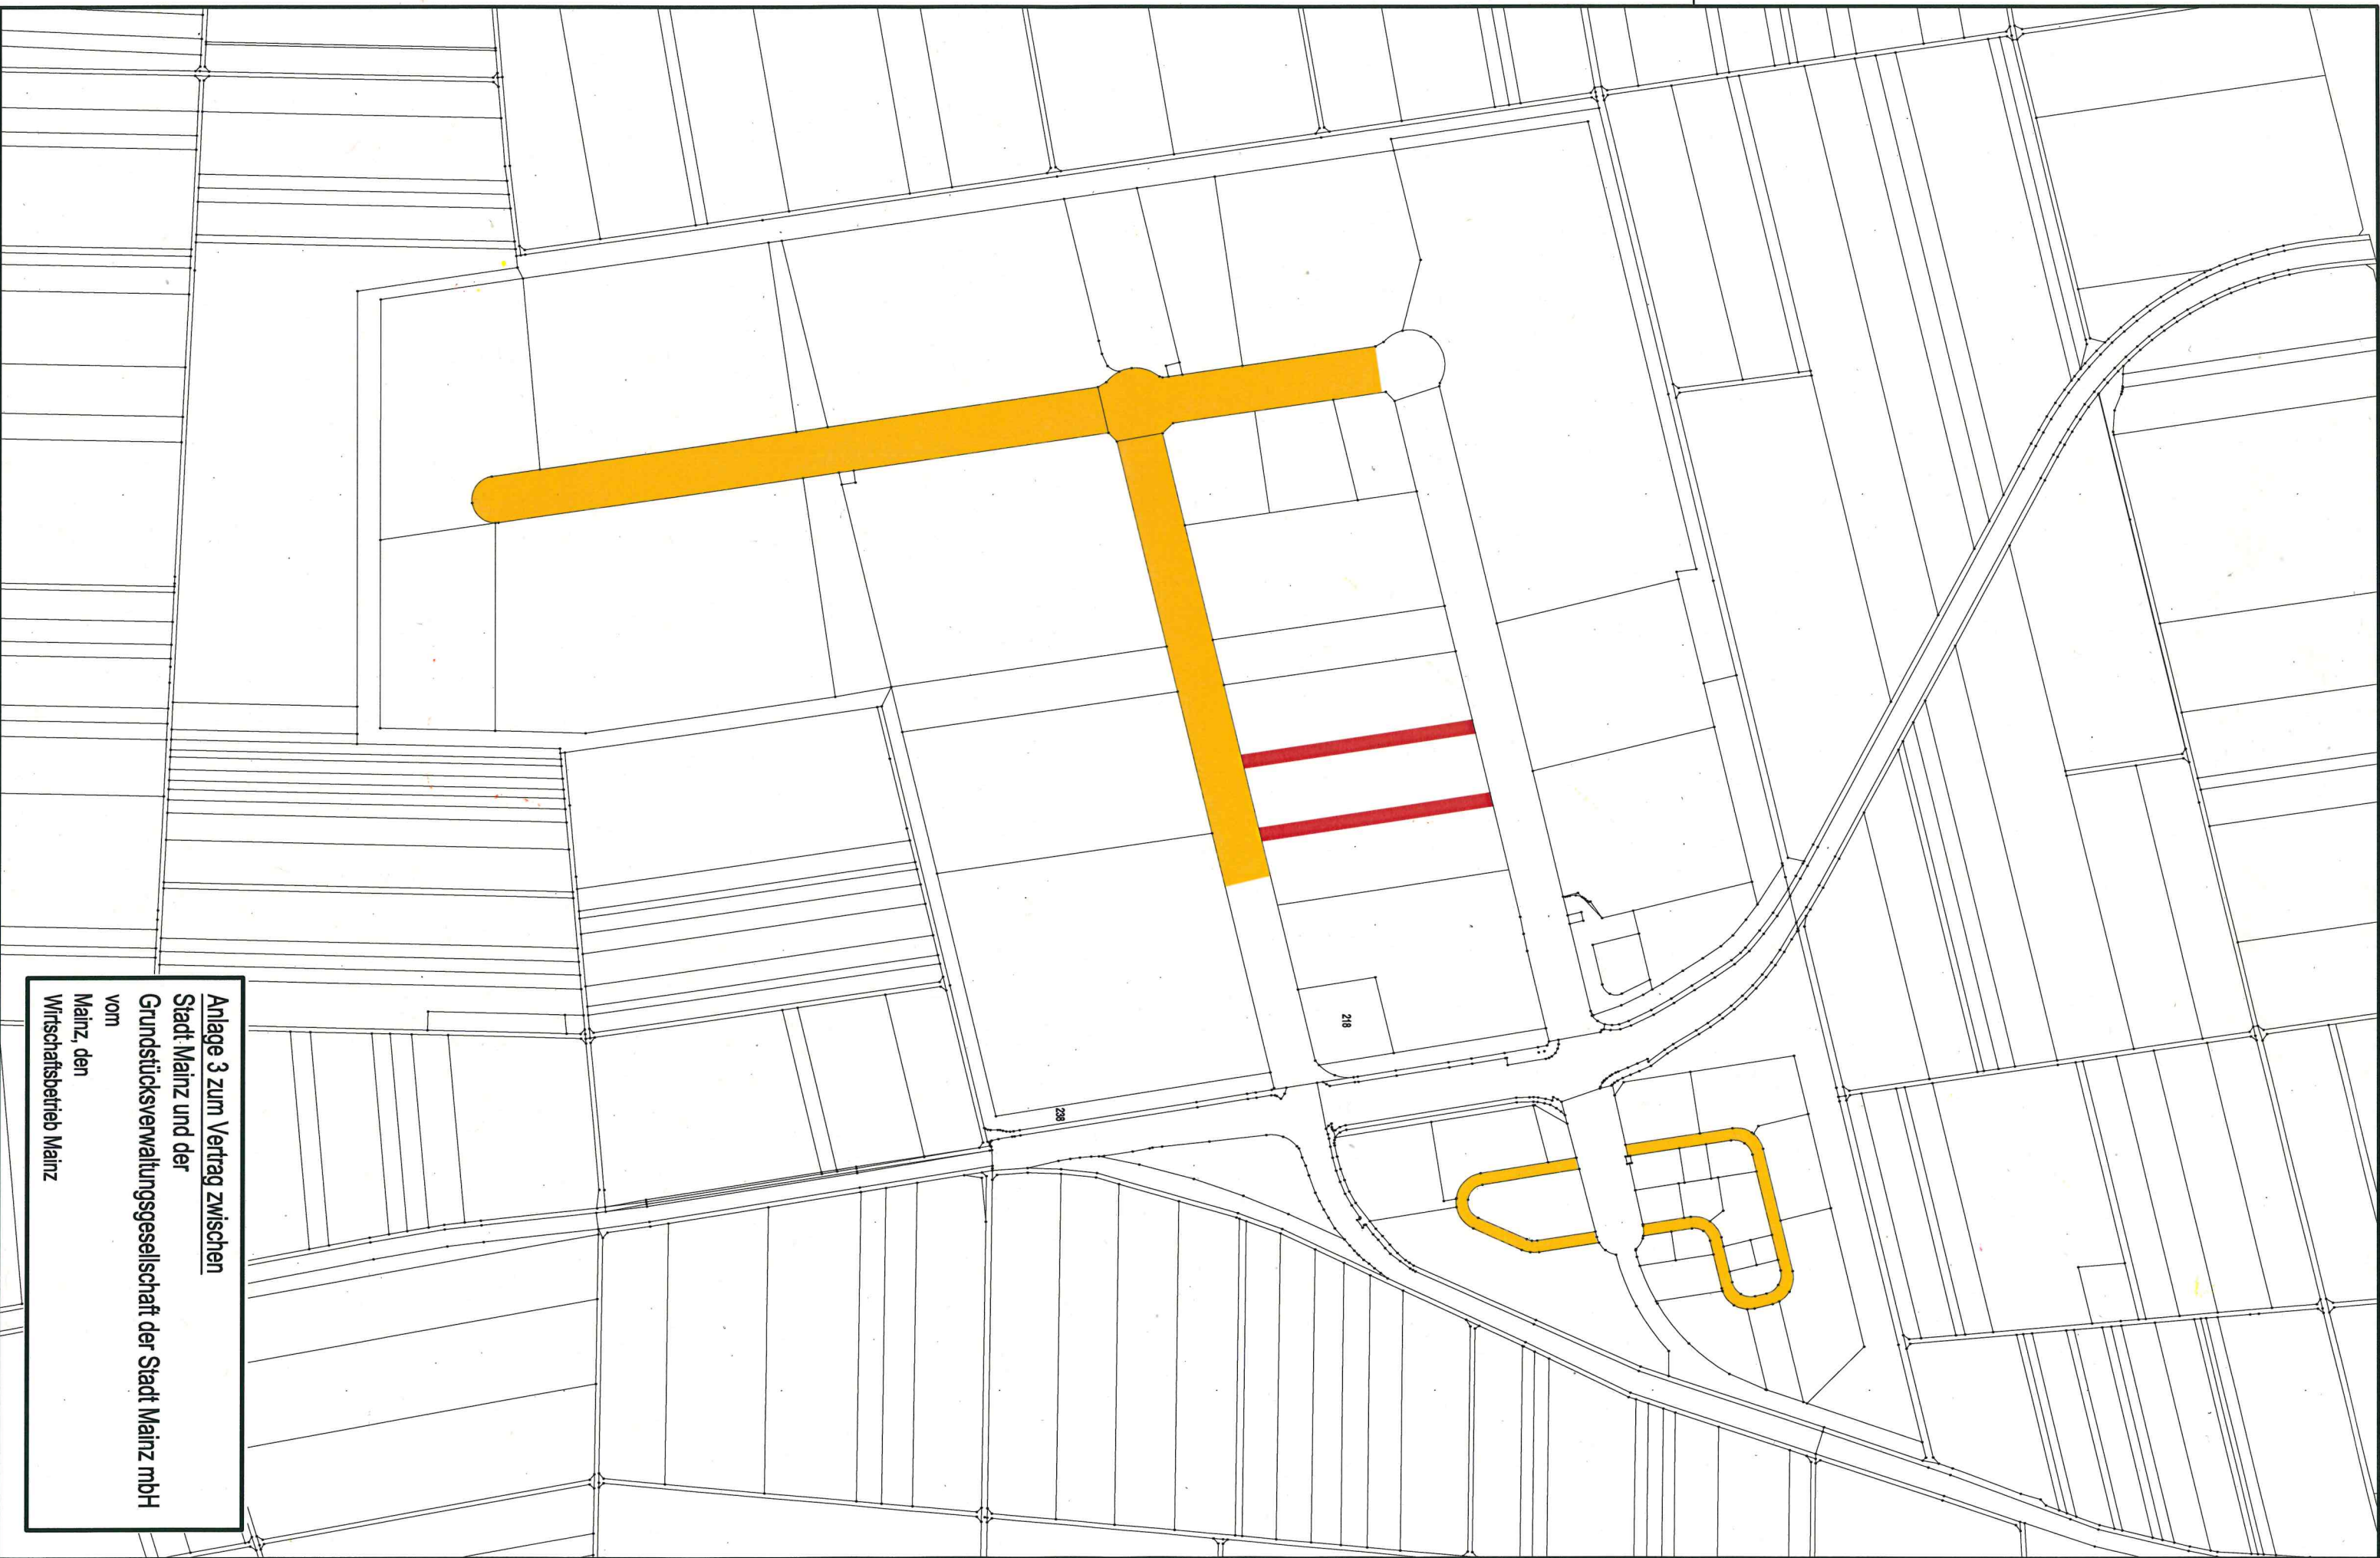 Anlage 3 zum Vertrag zwischen
Stadt Mainz und der
Grundstücksverwaltungsgesellschaft der Stadt Mainz mbH
vom
Mainz, den
Wirtschaftsbetrieb Mainz
218
238